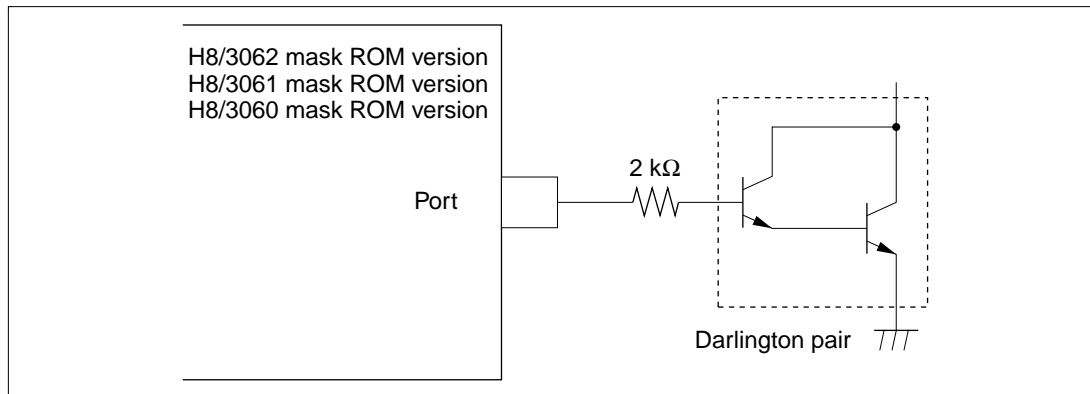 H8/3062 mask ROM version
H8/3061 mask ROM version
H8/3060 mask ROM version
2 kΩ
Port
Darlington pair